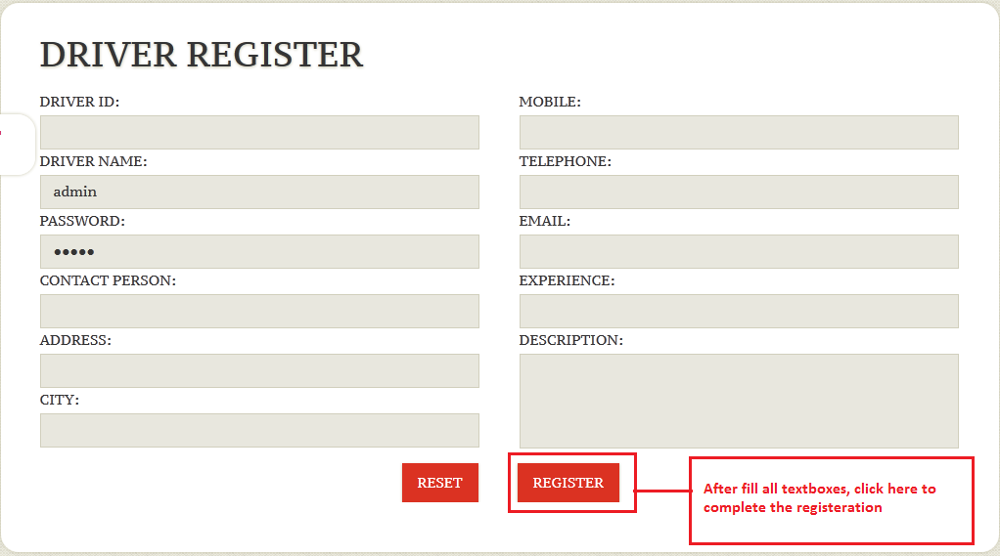 DRIVER REGISTER
DRIVER ID:
DRIVER NAME:
admin
PASSWORD:
●●●●●
CONTACT PERSON:
ADDRESS:
CITY:
MOBILE:
TELEPHONE:
EMAIL:
EXPERIENCE:
DESCRIPTION:
RESET
REGISTER
After fill all textboxes, click here to
complete the registeration